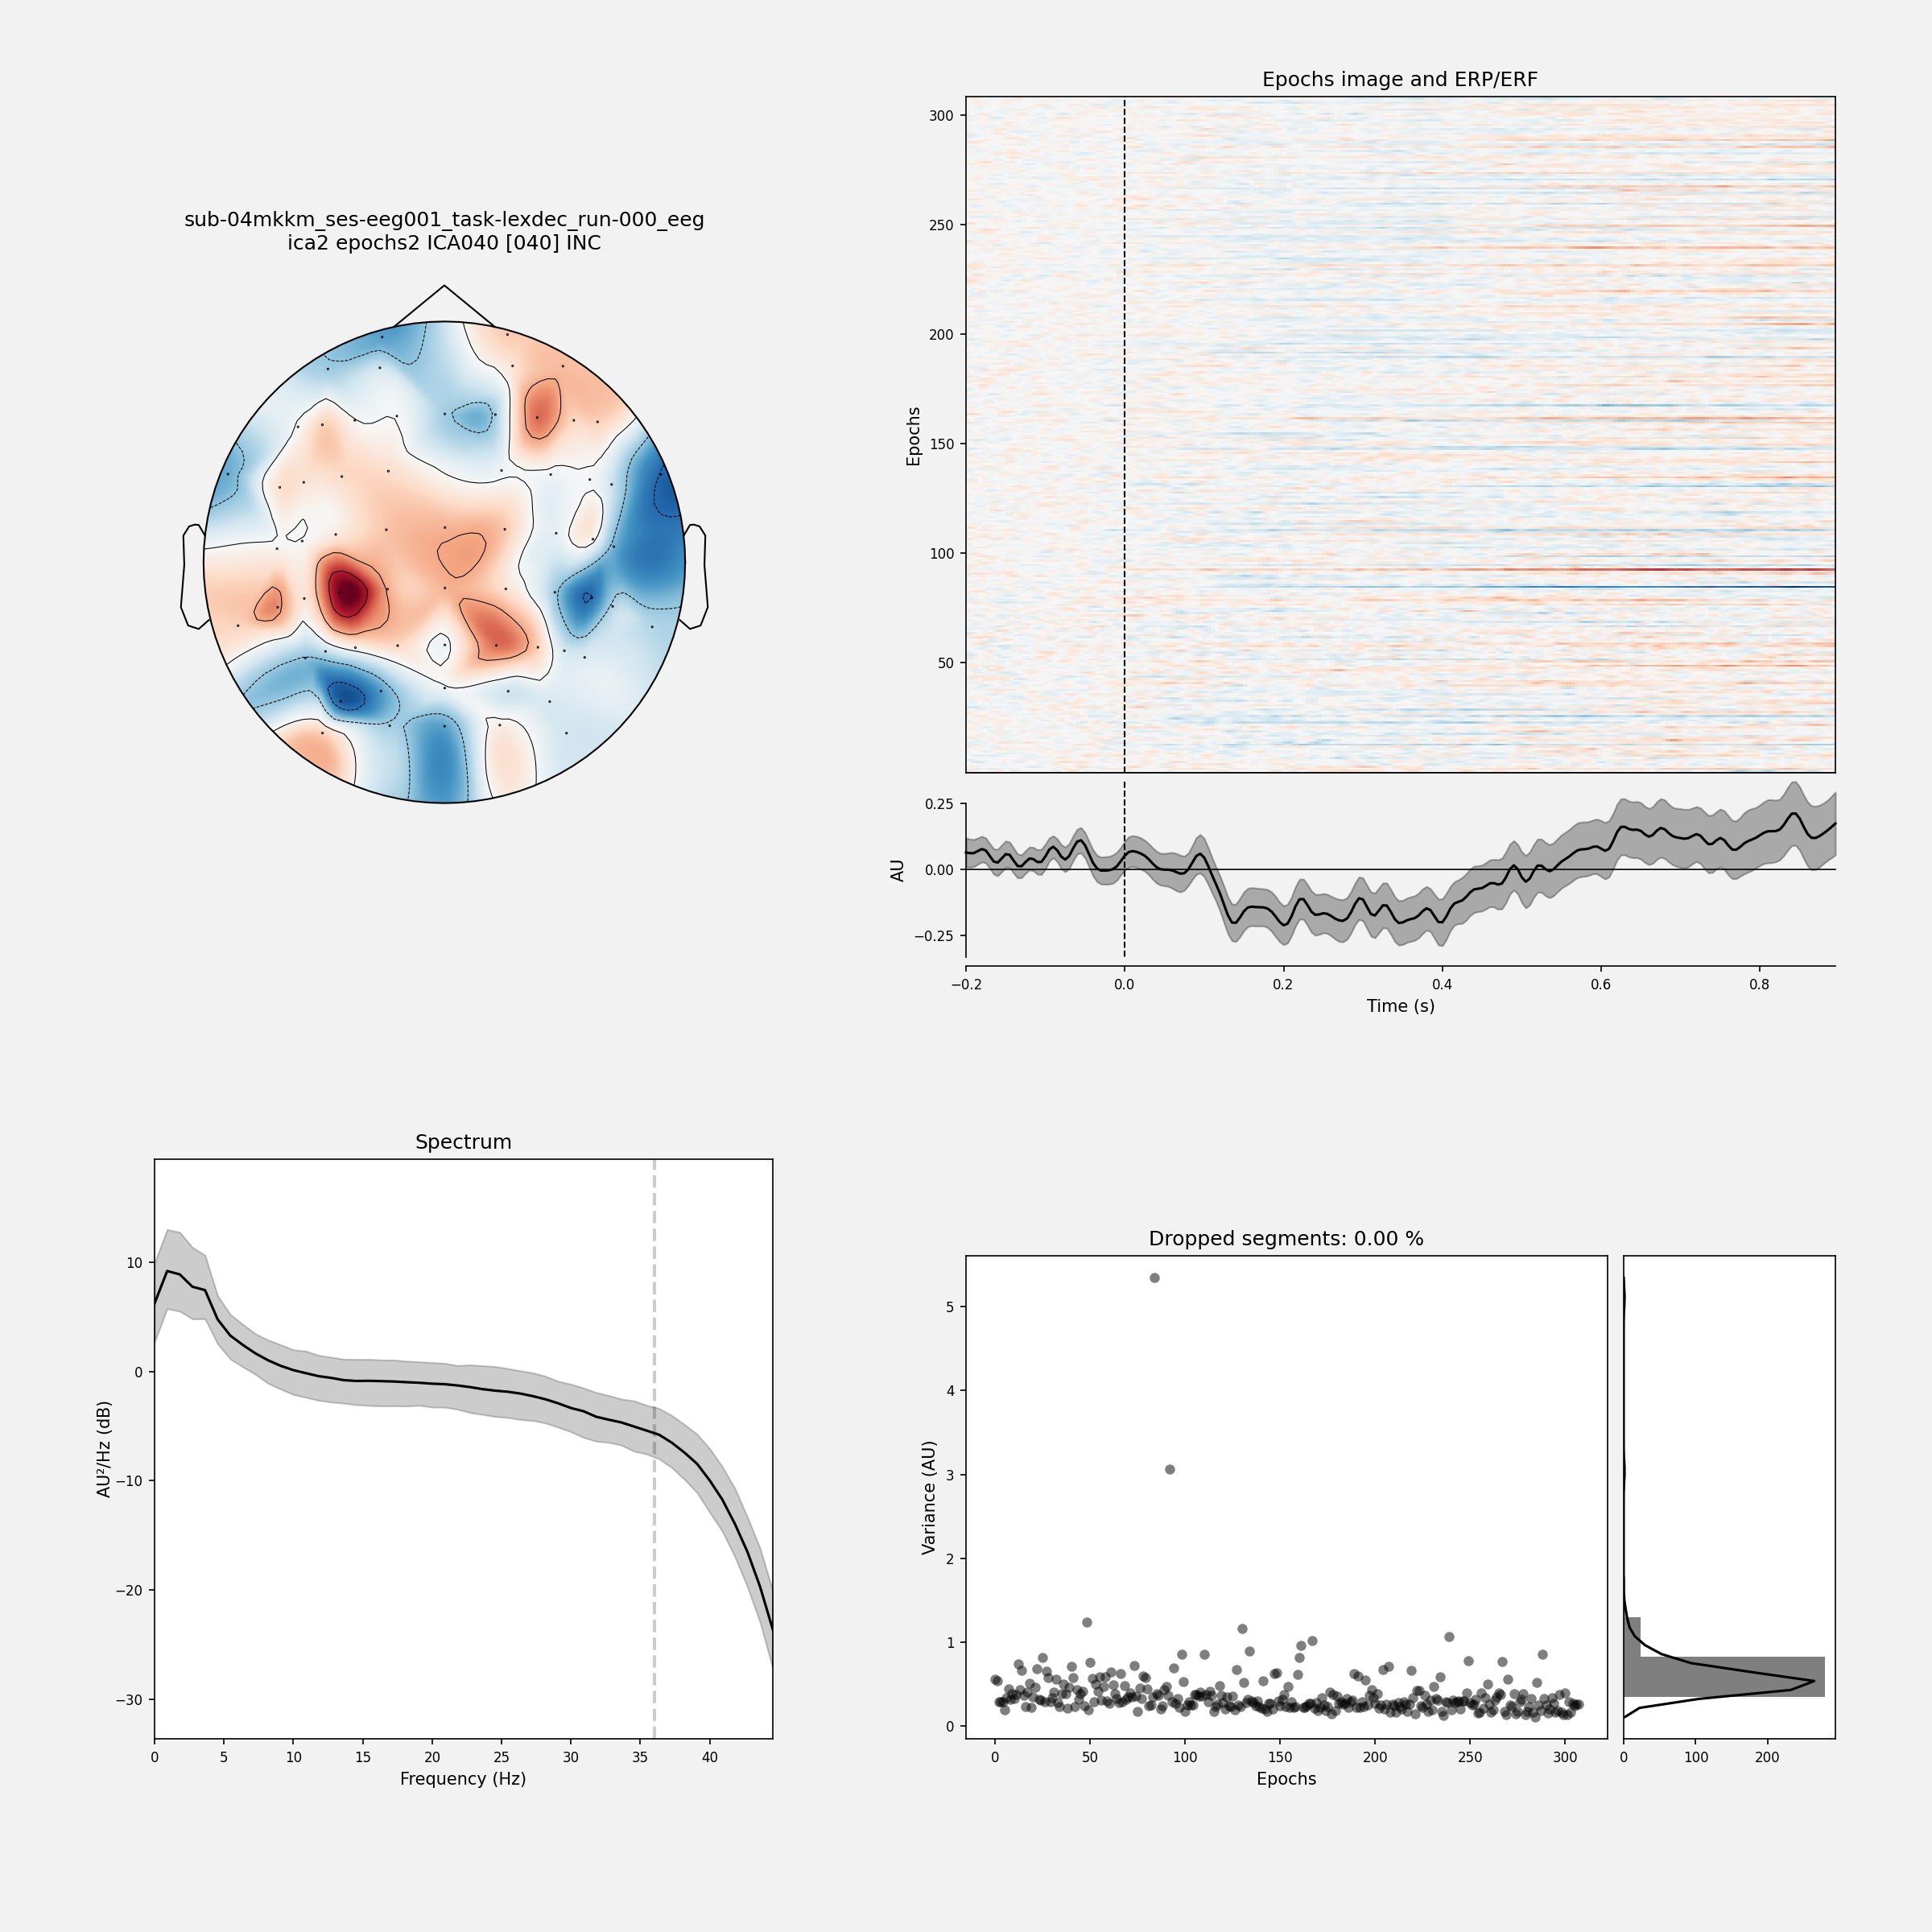 sub-04mkkm_ses-eeg001_task-lexdec_run-000_eeg
ica2 epochs2 ICA040 [040] INC
Epochs image and ERP/ERF
300
250
200
150
100
50
Epochs
0.25
0.00
−0.25
AU
−0.2 0.0 0.2 0.4 0.6 0.8
Time (s)
Spectrum
10
0
−10
−20
−30
AU²/Hz (dB)
0 5 10 15 20 25 30 35 40
Frequency (Hz)
Dropped segments: 0.00 %
5
4
3
2
1
0
Variance (AU)
0 50 100 150 200 250 300
Epochs
0 100 200